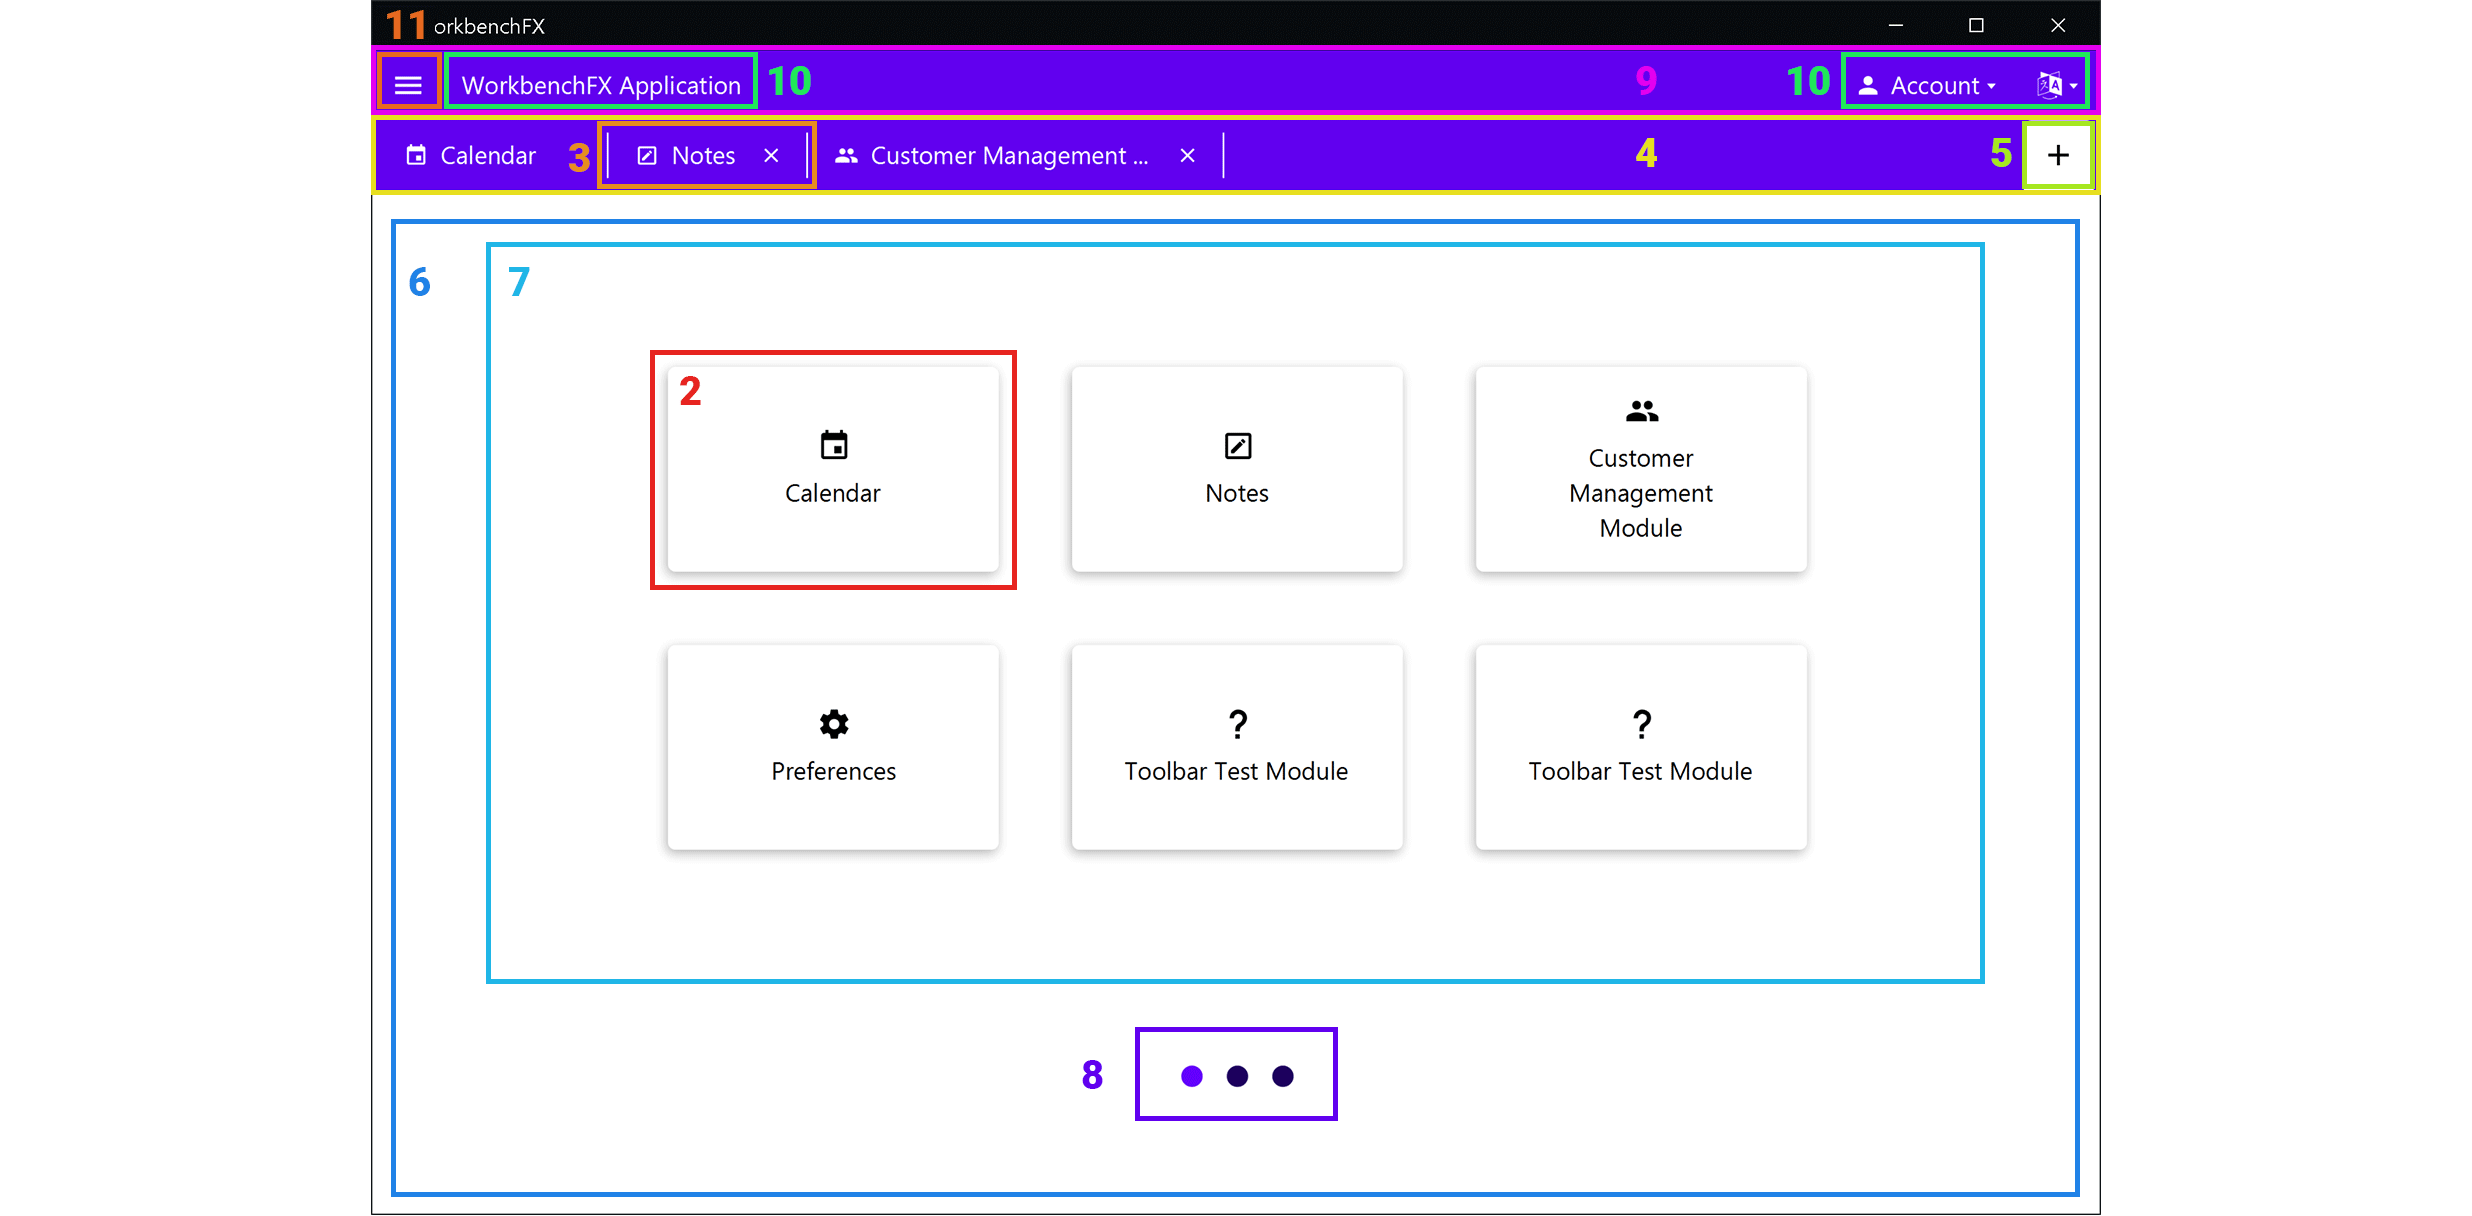 11 orkbenchFX
WorkbenchFX Application 10 9 10 Account
Calendar 3 Notes Customer Management ... 4 5 +
6 7
2
Calendar
Notes
Customer
Management
Module
Preferences
? Toolbar Test Module
? Toolbar Test Module
8